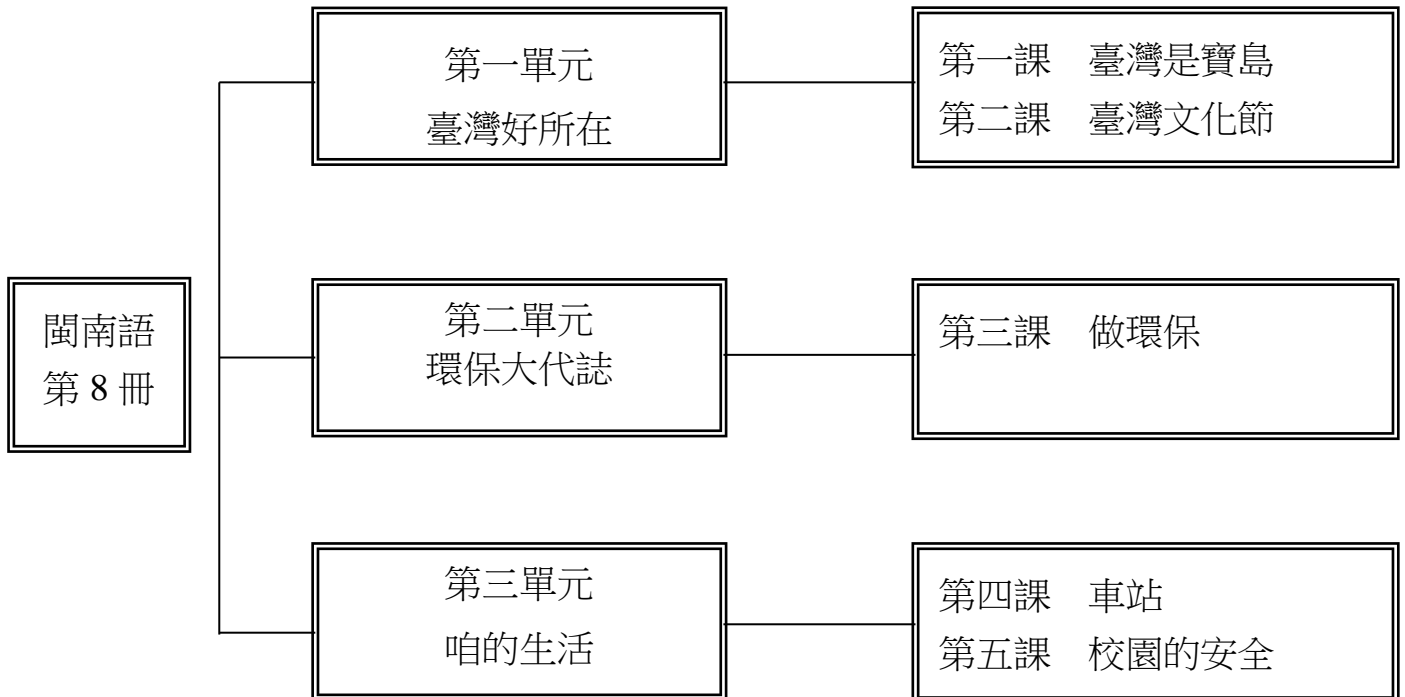 閩南語
第 8 冊
第一單元
臺灣好所在
第一課　臺灣是寶島
第二課　臺灣文化節
第二單元
環保大代誌
第三課　做環保
第三單元
咱的生活
第四課　車站
第五課　校園的安全